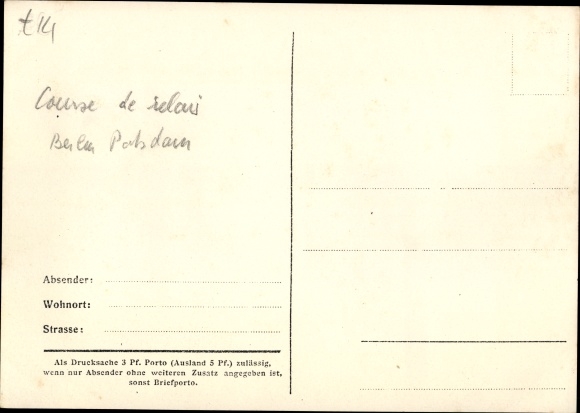 t 14
Course de relais
Berlin Potsdam
Absender:
Wohnort:
Strasse:
Als Drucksache 3 Pf. Porto (Ausland 5 Pf.) zulässig,
wenn nur Absender ohne weiteren Zusatz angegeben ist,
sonst Briefporto.